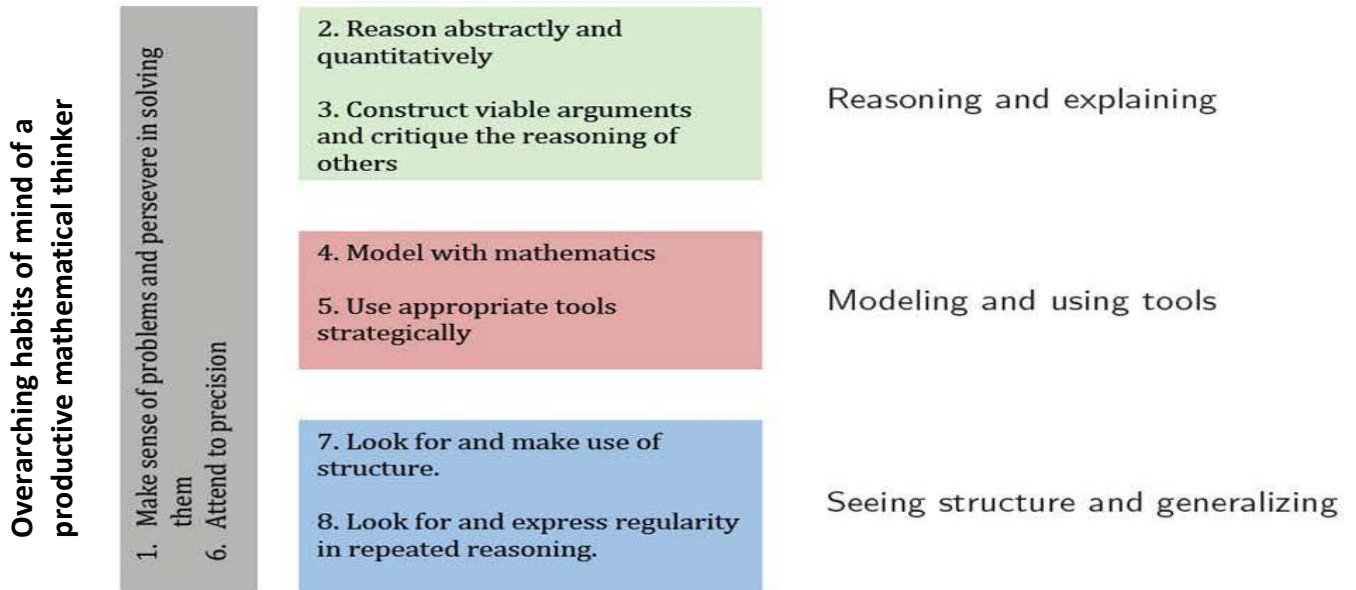 Overarching habits of mind of a
productive mathematical thinker
1. Make sense of problems and persevere in solving
them
6. Attend to precision
2. Reason abstractly and
quantitatively
3. Construct viable arguments
and critique the reasoning of
others
Reasoning and explaining
4. Model with mathematics
5. Use appropriate tools
strategically
Modeling and using tools
7. Look for and make use of
structure.
8. Look for and express regularity
in repeated reasoning.
Seeing structure and generalizing